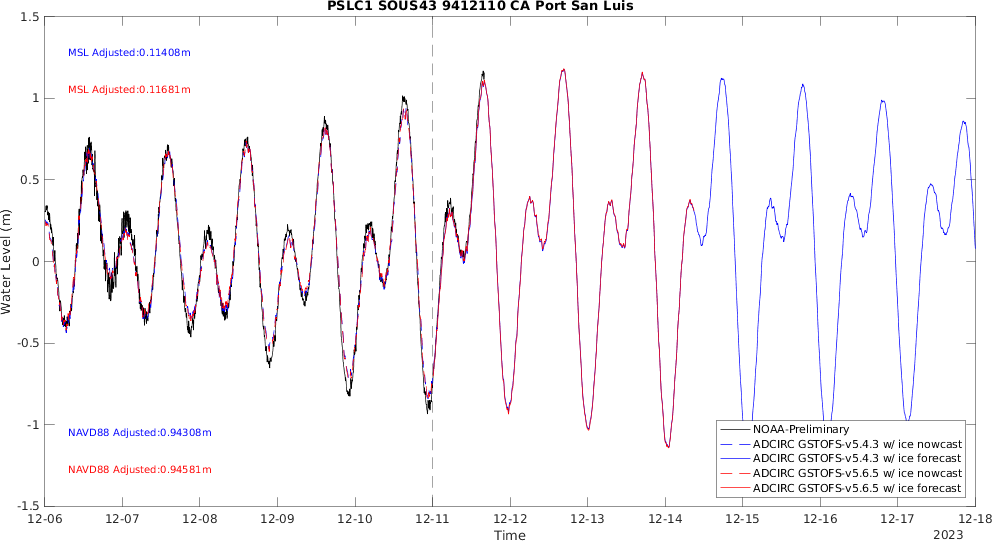 PSLC1 SOUS43 9412110 CA Port San Luis
1.5
1
0.5
0
-0.5
-1
-1.5
Water Level (m)
MSL Adjusted:0.11408m
MSL Adjusted:0.11681m
NAVD88 Adjusted:0.94308m
NAVD88 Adjusted:0.94581m
NOAA-Preliminary
ADCIRC GSTOFS-v5.4.3 w/ ice nowcast
ADCIRC GSTOFS-v5.4.3 w/ ice forecast
ADCIRC GSTOFS-v5.6.5 w/ ice nowcast
ADCIRC GSTOFS-v5.6.5 w/ ice forecast
12-06 12-07 12-08 12-09 12-10 12-11 12-12 12-13 12-14 12-15 12-16 12-17 12-18
Time
2023